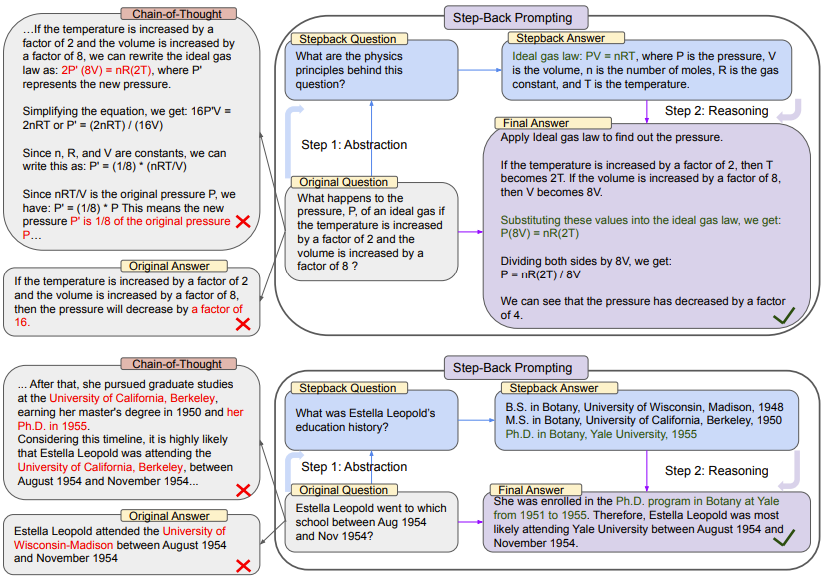 Chain-of-Thought
…If the temperature is increased by a
factor of 2 and the volume is increased by
a factor of 8, we can rewrite the ideal gas
law as: 2P' (8V) = nR(2T), where P'
represents the new pressure.
Simplifying the equation, we get: 16P'V =
2nRT or P' = (2nRT) / (16V)
Since n, R, and V are constants, we can
write this as: P' = (1/8) * (nRT/V)
Since nRT/V is the original pressure P, we
have: P' = (1/8) * P This means the new
pressure P' is 1/8 of the original pressure
P…
Original Answer
If the temperature is increased by a factor of 2
and the volume is increased by a factor of 8,
then the pressure will decrease by a factor of
16.
Step-Back Prompting
Stepback Question
What are the physics
principles behind this
question?
Stepback Answer
Ideal gas law: PV = nRT, where P is the pressure, V
is the volume, n is the number of moles, R is the gas
constant, and T is the temperature.
Step 1: Abstraction
Step 2: Reasoning
Original Question
What happens to the
pressure, P, of an ideal gas if
the temperature is increased
by a factor of 2 and the
volume is increased by a
factor of 8 ?
Final Answer
Apply Ideal gas law to find out the pressure.
If the temperature is increased by a factor of 2, then T
becomes 2T. If the volume is increased by a factor of 8,
then V becomes 8V.
Substituting these values into the ideal gas law, we get:
P(8V) = nR(2T)
Dividing both sides by 8V, we get:
P = nR(2T) / 8V
We can see that the pressure has decreased by a factor
of 4.
Chain-of-Thought
... After that, she pursued graduate studies
at the University of California, Berkeley,
earning her master's degree in 1950 and her
Ph.D. in 1955.
Considering this timeline, it is highly likely
that Estella Leopold was attending the
University of California, Berkeley, between
August 1954 and November 1954...
Original Answer
Estella Leopold attended the University of
Wisconsin-Madison between August 1954
and November 1954
Step-Back Prompting
Stepback Question
What was Estella Leopold's
education history?
Stepback Answer
B.S. in Botany, University of Wisconsin, Madison, 1948
M.S. in Botany, University of California, Berkeley, 1950
Ph.D. in Botany, Yale University, 1955
Step 1: Abstraction
Step 2: Reasoning
Original Question
Estella Leopold went to which
school between Aug 1954
and Nov 1954?
Final Answer
She was enrolled in the Ph.D. program in Botany at Yale
from 1951 to 1955. Therefore, Estella Leopold was most
likely attending Yale University between August 1954 and
November 1954.